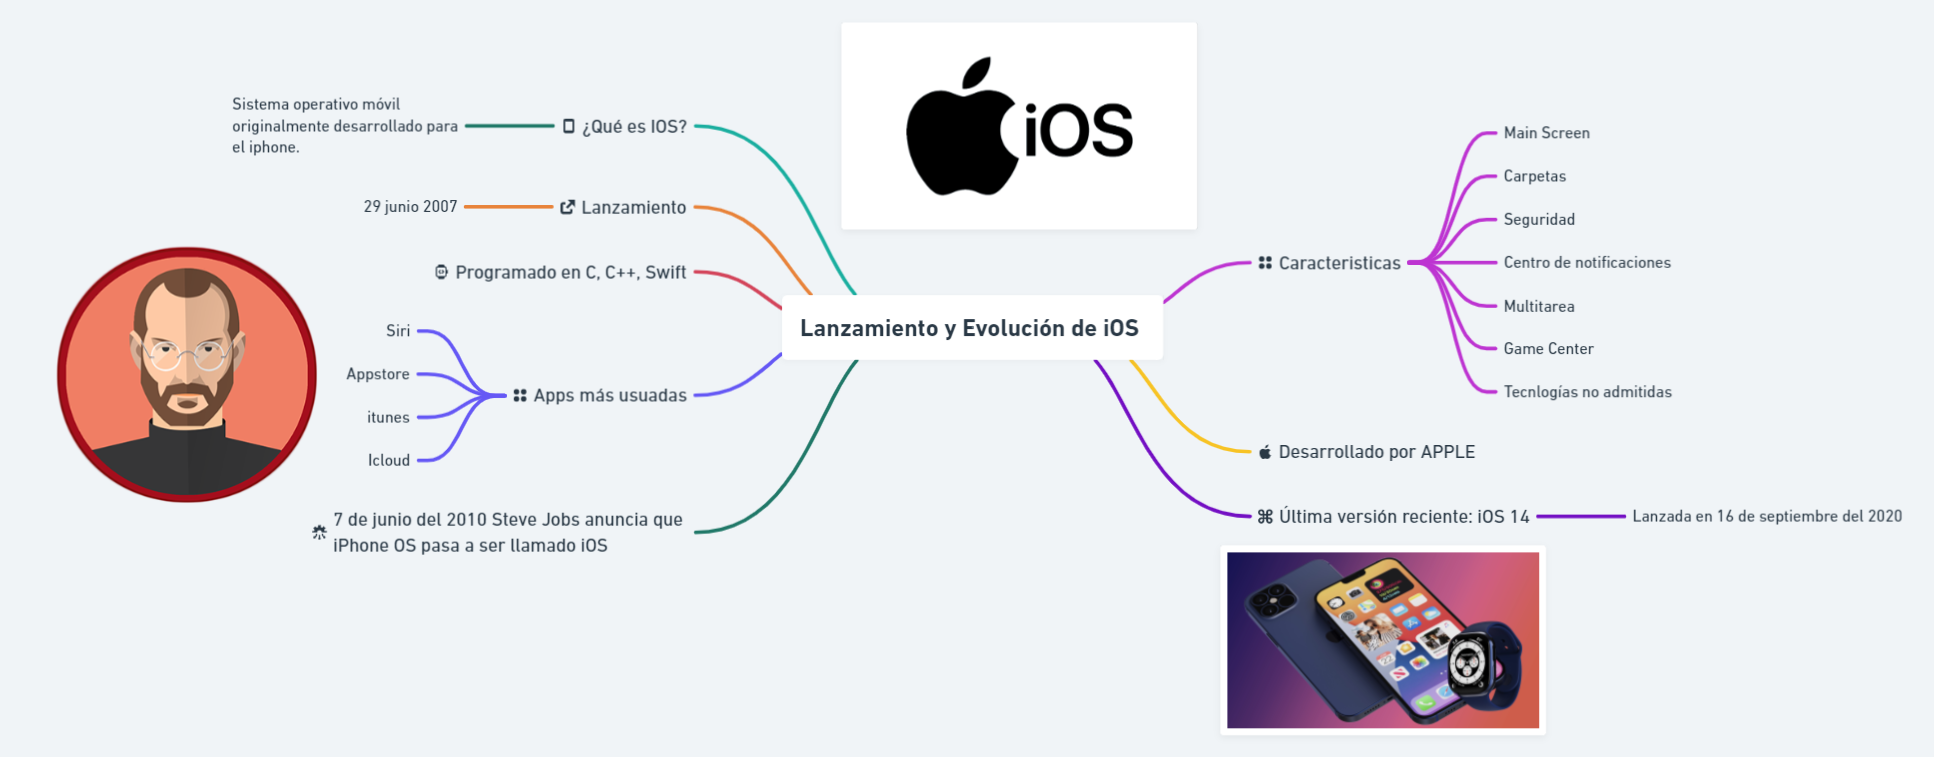 iOS
Sistema operativo móvil
originalmente desarrollado para
el iphone.
¿Qué es IOS?
29 junio 2007
Lanzamiento
Programado en C, C++, Swift
Siri
Appstore
itunes
Icloud
Apps más usuadas
7 de junio del 2010 Steve Jobs anuncia que
iPhone OS pasa a ser llamado iOS
Lanzamiento y Evolución de iOS
Caracteristicas
Main Screen
Carpetas
Seguridad
Centro de notificaciones
Multitarea
Game Center
Tecnlogías no admitidas
Desarrollado por APPLE
Última versión reciente: iOS 14
Lanzada en 16 de septiembre del 2020